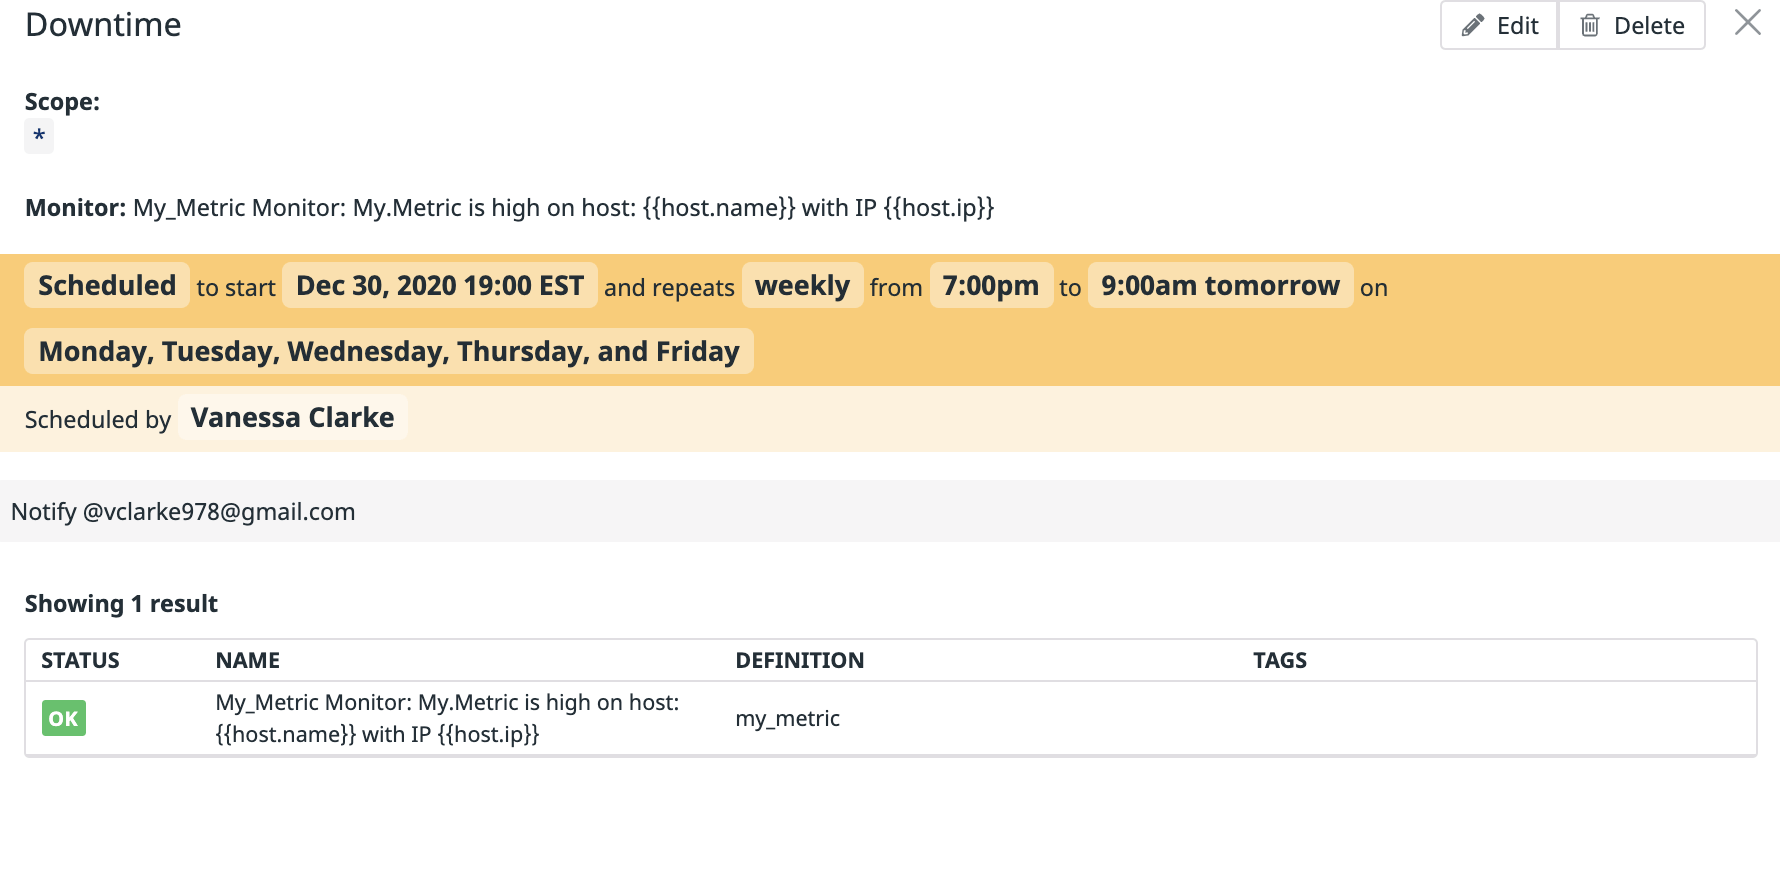 Downtime
Edit
Delete
Scope:
*
Monitor: My_Metric Monitor: My.Metric is high on host: {{host.name}} with IP {{host.ip}}
Scheduled to start Dec 30, 2020 19:00 EST and repeats weekly from 7:00pm to 9:00am tomorrow on
Monday, Tuesday, Wednesday, Thursday, and Friday
Scheduled by Vanessa Clarke
Notify @vclarke978@gmail.com
Showing 1 result
STATUS NAME DEFINITION TAGS
OK
My_Metric Monitor: My.Metric is high on host:
{{host.name}} with IP {{host.ip}}
my_metric